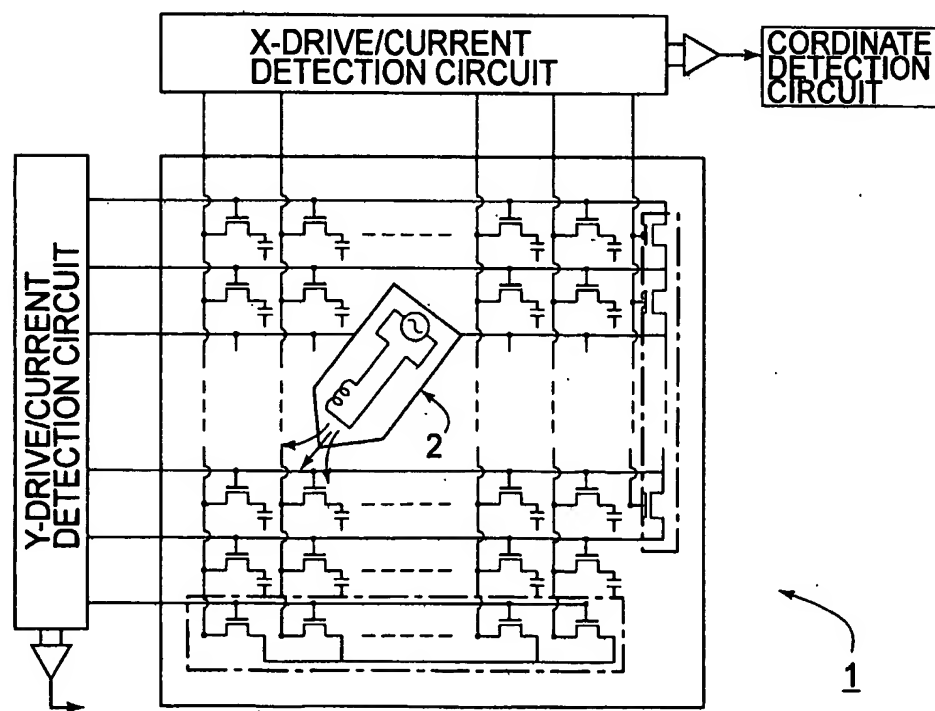 X-DRIVE/CURRENT
DETECTION CIRCUIT
CORDINATE
DETECTION
CIRCUIT
Y-DRIVE/CURRENT
DETECTION CIRCUIT
2
1